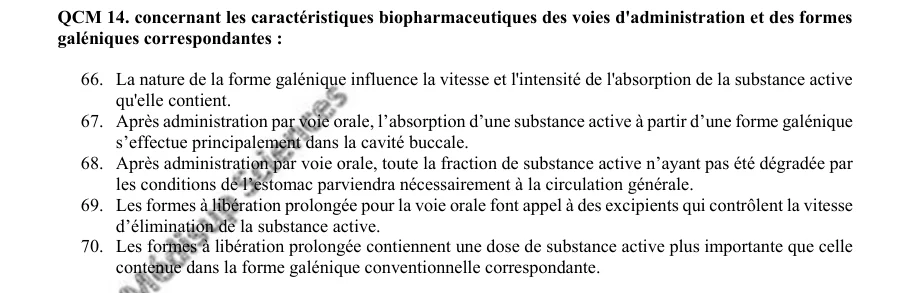 QCM 14. concernant les caractéristiques biopharmaceutiques des voies d'administration et des formes
galéniques correspondantes :
66. La nature de la forme galénique influence la vitesse et l'intensité de l'absorption de la substance active
qu'elle contient.
67. Après administration par voie orale, l’absorption d’une substance active à partir d’une forme galénique
s’effectue principalement dans la cavité buccale.
68. Après administration par voie orale, toute la fraction de substance active n’ayant pas été dégradée par
les conditions de l’estomac parviendra nécessairement à la circulation générale.
69. Les formes à libération prolongée pour la voie orale font appel à des excipients qui contrôlent la vitesse
d’élimination de la substance active.
70. Les formes à libération prolongée contiennent une dose de substance active plus importante que celle
contenue dans la forme galénique conventionnelle correspondante.
Médisup Sciences